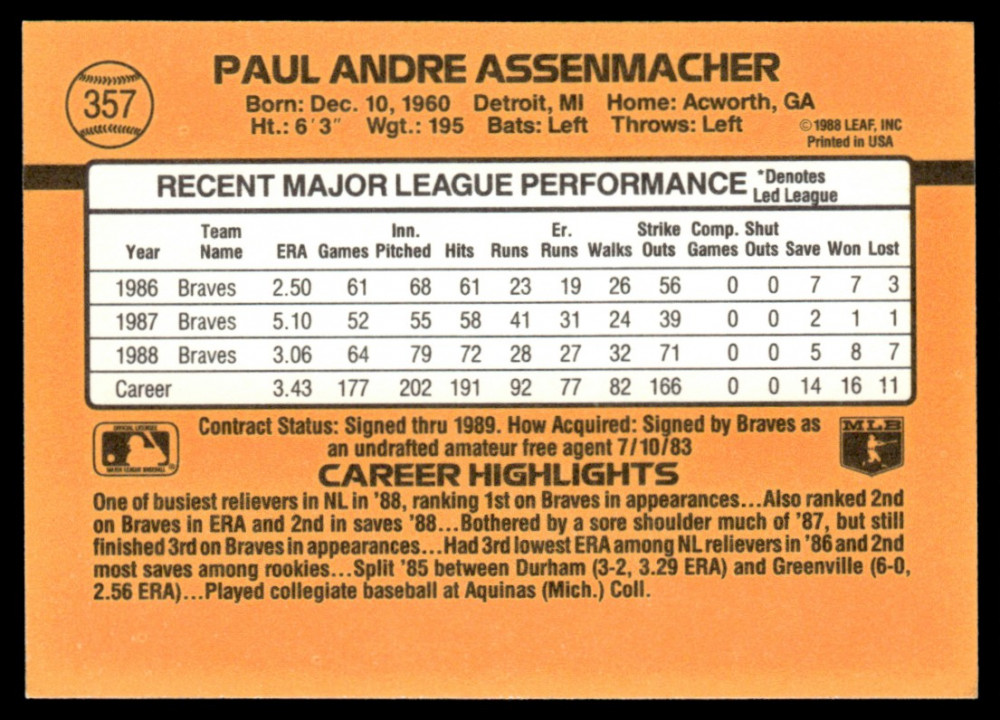 357
PAUL ANDRE ASSENMACHER
Born: Dec. 10, 1960 Detroit, MI Home: Acworth, GA
Ht.: 6'3" Wgt.: 195 Bats: Left Throws: Left
©1988 LEAF, INC
Printed in USA
RECENT MAJOR LEAGUE PERFORMANCE *Denotes Led League
Year Team Name ERA Games Inn. Pitched Hits Runs Er. Runs Walks Strike Outs Comp. Games Shut Outs Save Won Lost
1986 Braves 2.50 61 68 61 23 19 26 56 0 0 7 7 3
1987 Braves 5.10 52 55 58 41 31 24 39 0 0 2 1 1
1988 Braves 3.06 64 79 72 28 27 32 71 0 0 5 8 7
Career 3.43 177 202 191 92 77 82 166 0 0 14 16 11
Contract Status: Signed thru 1989. How Acquired: Signed by Braves as
an undrafted amateur free agent 7/10/83
MLB
CAREER HIGHLIGHTS
One of busiest relievers in NL in '88, ranking 1st on Braves in appearances...Also ranked 2nd
on Braves in ERA and 2nd in saves '88...Bothered by a sore shoulder much of '87, but still
finished 3rd on Braves in appearances...Had 3rd lowest ERA among NL relievers in '86 and 2nd
most saves among rookies...Split '85 between Durham (3-2, 3.29 ERA) and Greenville (6-0,
2.56 ERA)...Played collegiate baseball at Aquinas (Mich.) Coll.